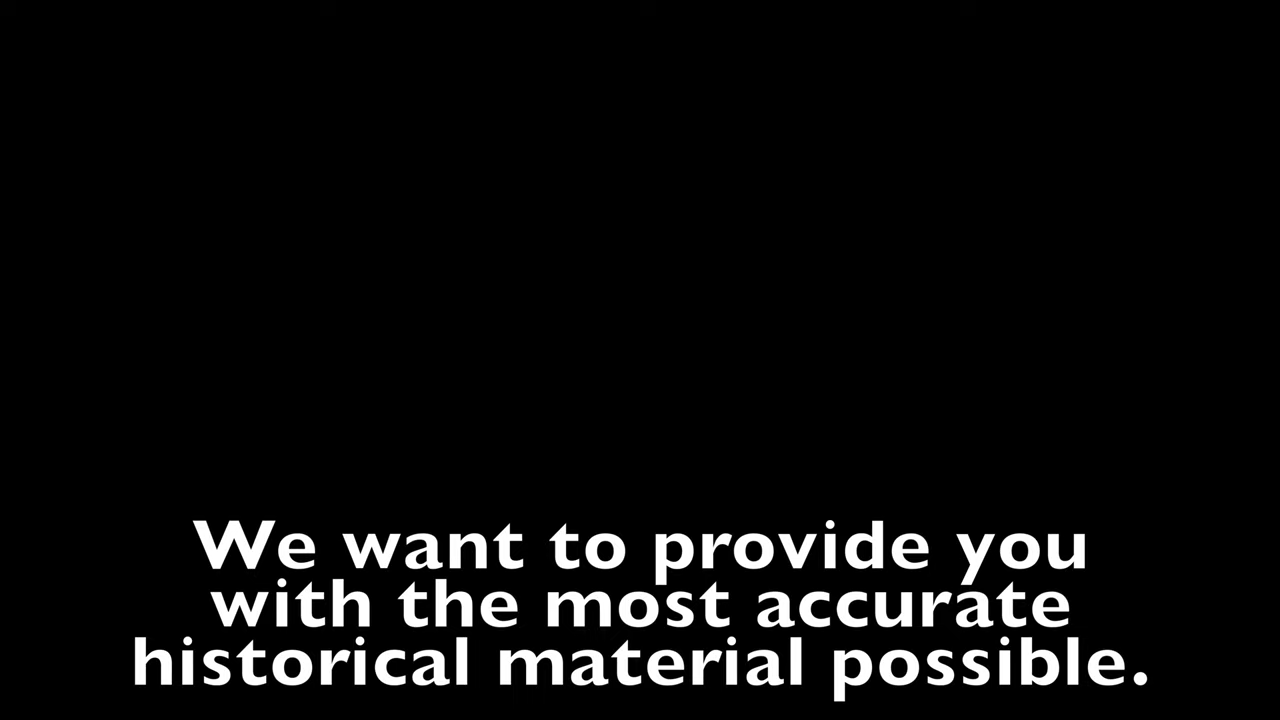 We want to provide you
with the most accurate
historical material possible.